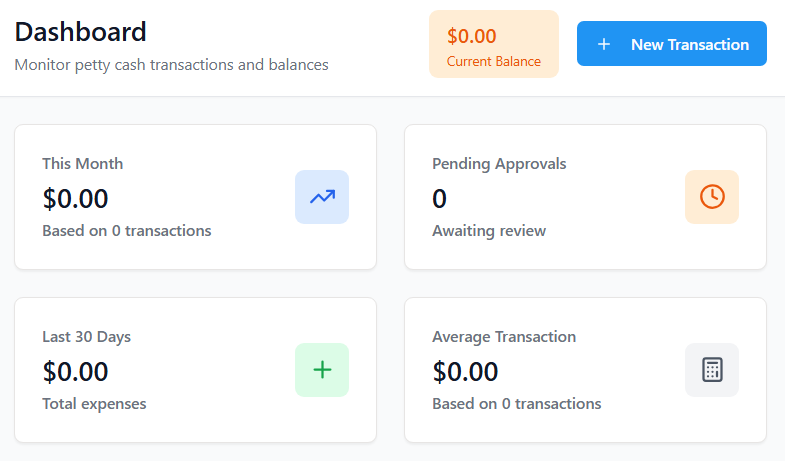 Dashboard
Monitor petty cash transactions and balances
$0.00
Current Balance
New Transaction
This Month
$0.00
Based on 0 transactions
Pending Approvals
0
Awaiting review
Last 30 Days
$0.00
Total expenses
Average Transaction
$0.00
Based on 0 transactions